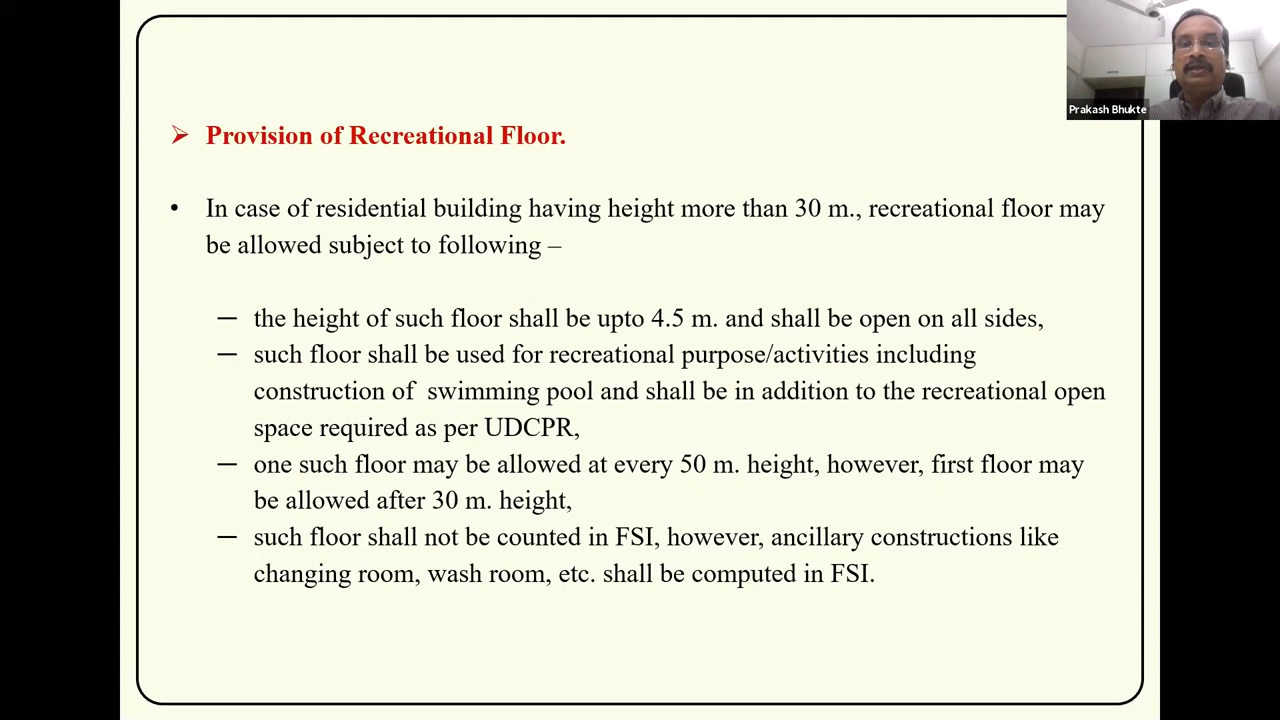 Prakash Bhukte
➢ Provision of Recreational Floor.
• In case of residential building having height more than 30 m., recreational floor may
be allowed subject to following –
— the height of such floor shall be upto 4.5 m. and shall be open on all sides,
— such floor shall be used for recreational purpose/activities including
construction of swimming pool and shall be in addition to the recreational open
space required as per UDCPR,
— one such floor may be allowed at every 50 m. height, however, first floor may
be allowed after 30 m. height,
— such floor shall not be counted in FSI, however, ancillary constructions like
changing room, wash room, etc. shall be computed in FSI.